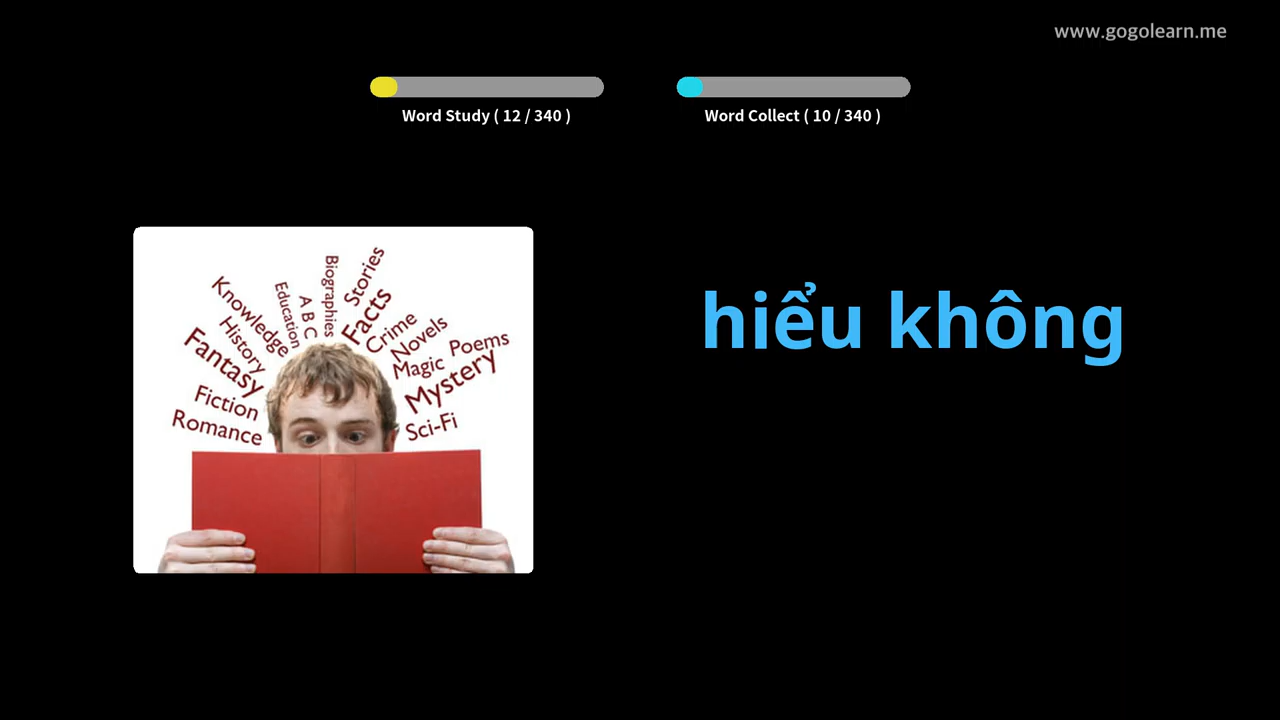 www.gogolearn.me
Word Study ( 12 / 340 )
Word Collect ( 10 / 340 )
hiểu không
Knowledge
History
Fantasy
Fiction
Romance
Education
A B C
Biographies
Stories
Facts
Crime
Novels
Magic
Poems
Mystery
Sci-Fi